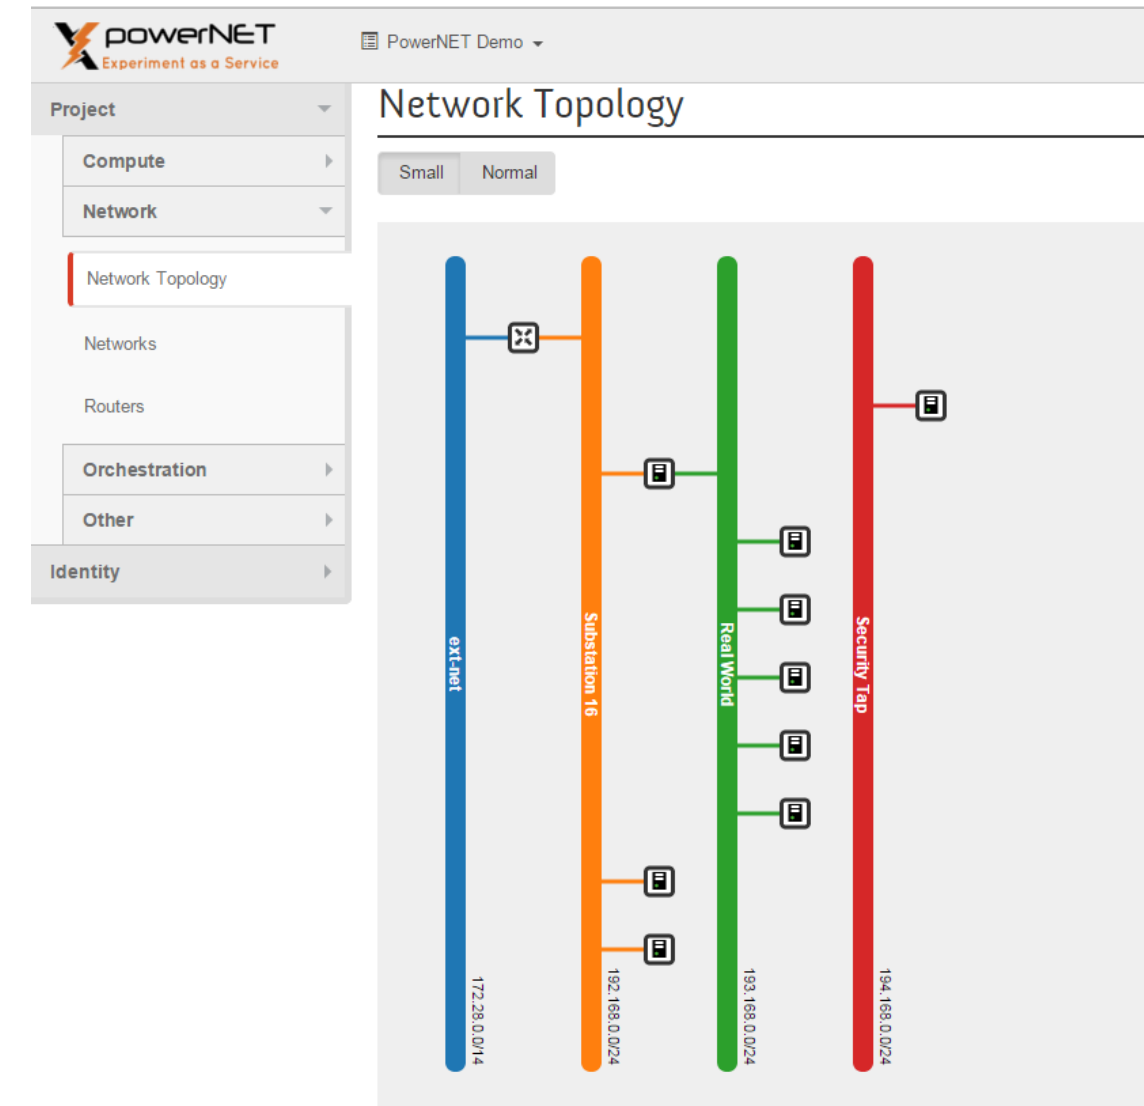 powerNET
Experiment as a Service
PowerNET Demo
Project
Compute
Network
Network Topology
Networks
Routers
Orchestration
Other
Identity
Network Topology
Small Normal
ext-net
172.28.0.0/14
Substation 16
192.168.0.0/24
Real World
193.168.0.0/24
Security Tap
194.168.0.0/24